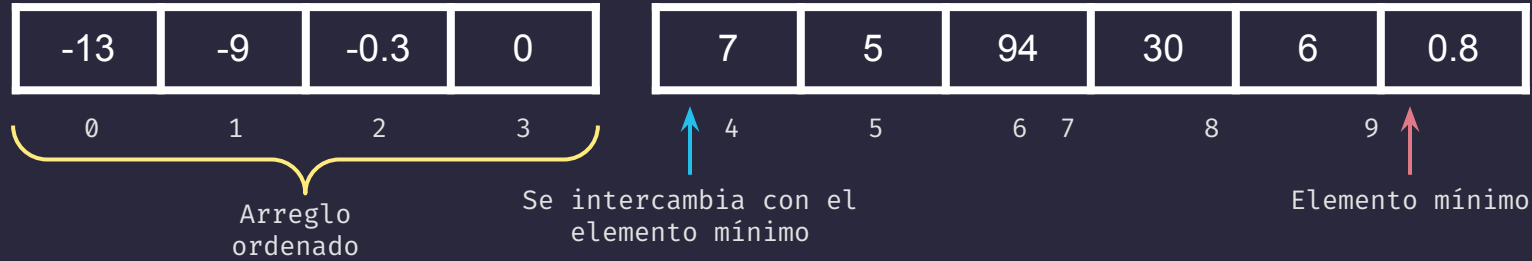 -13 -9 -0.3 0 7 5 94 30 6 0.8
0 1 2 3 4 5 6 7 8 9
Arreglo
ordenado
Se intercambia con el
elemento mínimo
Elemento mínimo